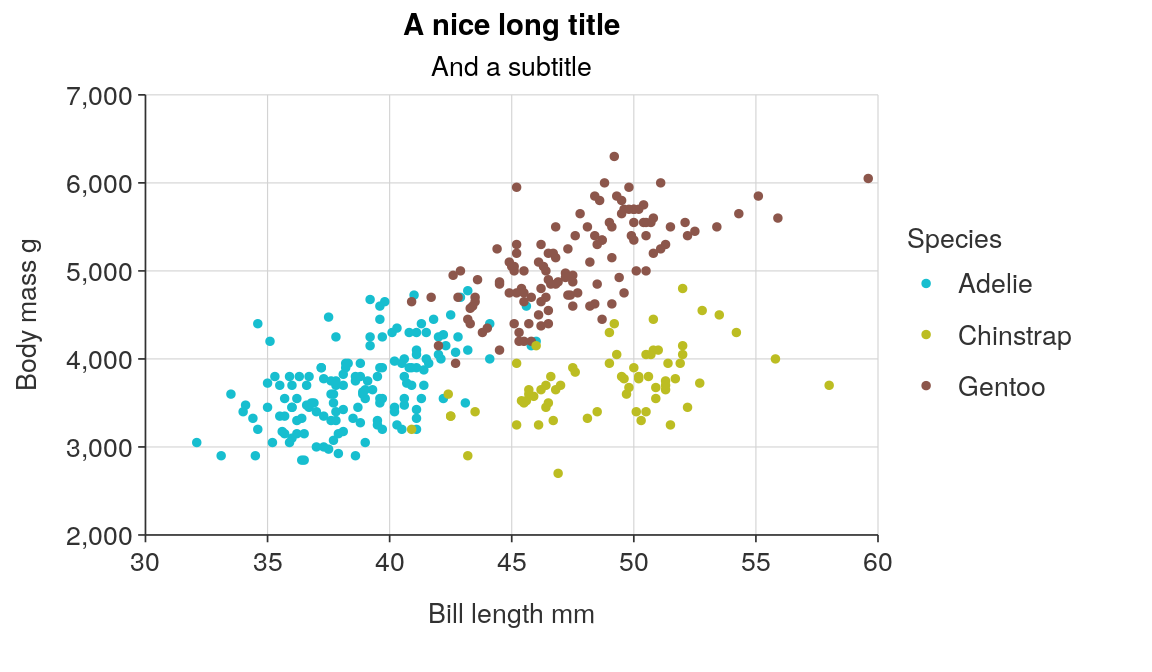 A nice long title
And a subtitle
7,000
6,000
5,000
4,000
3,000
2,000
Body mass g
30 35 40 45 50 55 60
Bill length mm
Species
Adelie
Chinstrap
Gentoo